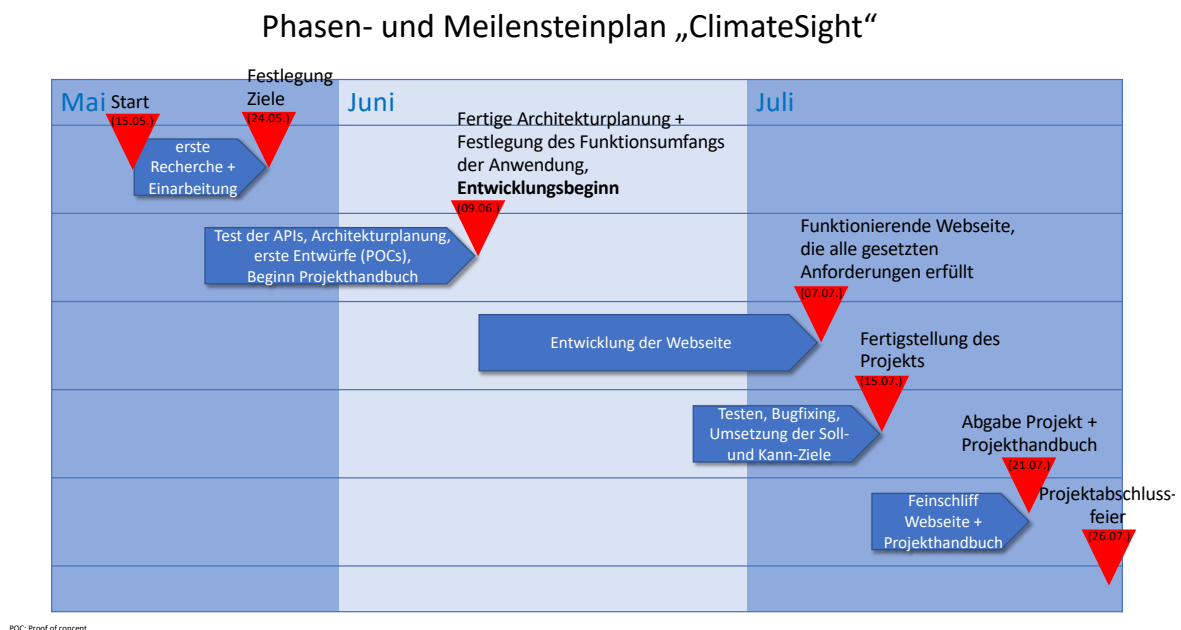 Phasen- und Meilensteinplan „ClimateSight“
Mai
Juni
Juli
Start
(15.05.)
Festlegung
Ziele
(24.05.)
erste
Recherche +
Einarbeitung
Fertige Architekturplanung +
Festlegung des Funktionsumfangs
der Anwendung,
Entwicklungsbeginn
(09.06.)
Test der APIs, Architekturplanung,
erste Entwürfe (POCs),
Beginn Projekthandbuch
Funktionierende Webseite,
die alle gesetzten
Anforderungen erfüllt
(07.07.)
Entwicklung der Webseite
Fertigstellung des
Projekts
(15.07.)
Testen, Bugfixing,
Umsetzung der Soll-
und Kann-Ziele
Abgabe Projekt +
Projekthandbuch
(21.07.)
Feinschliff
Webseite +
Projekthandbuch
Projektabschluss-
feier
(26.07.)
POC: Proof of concept